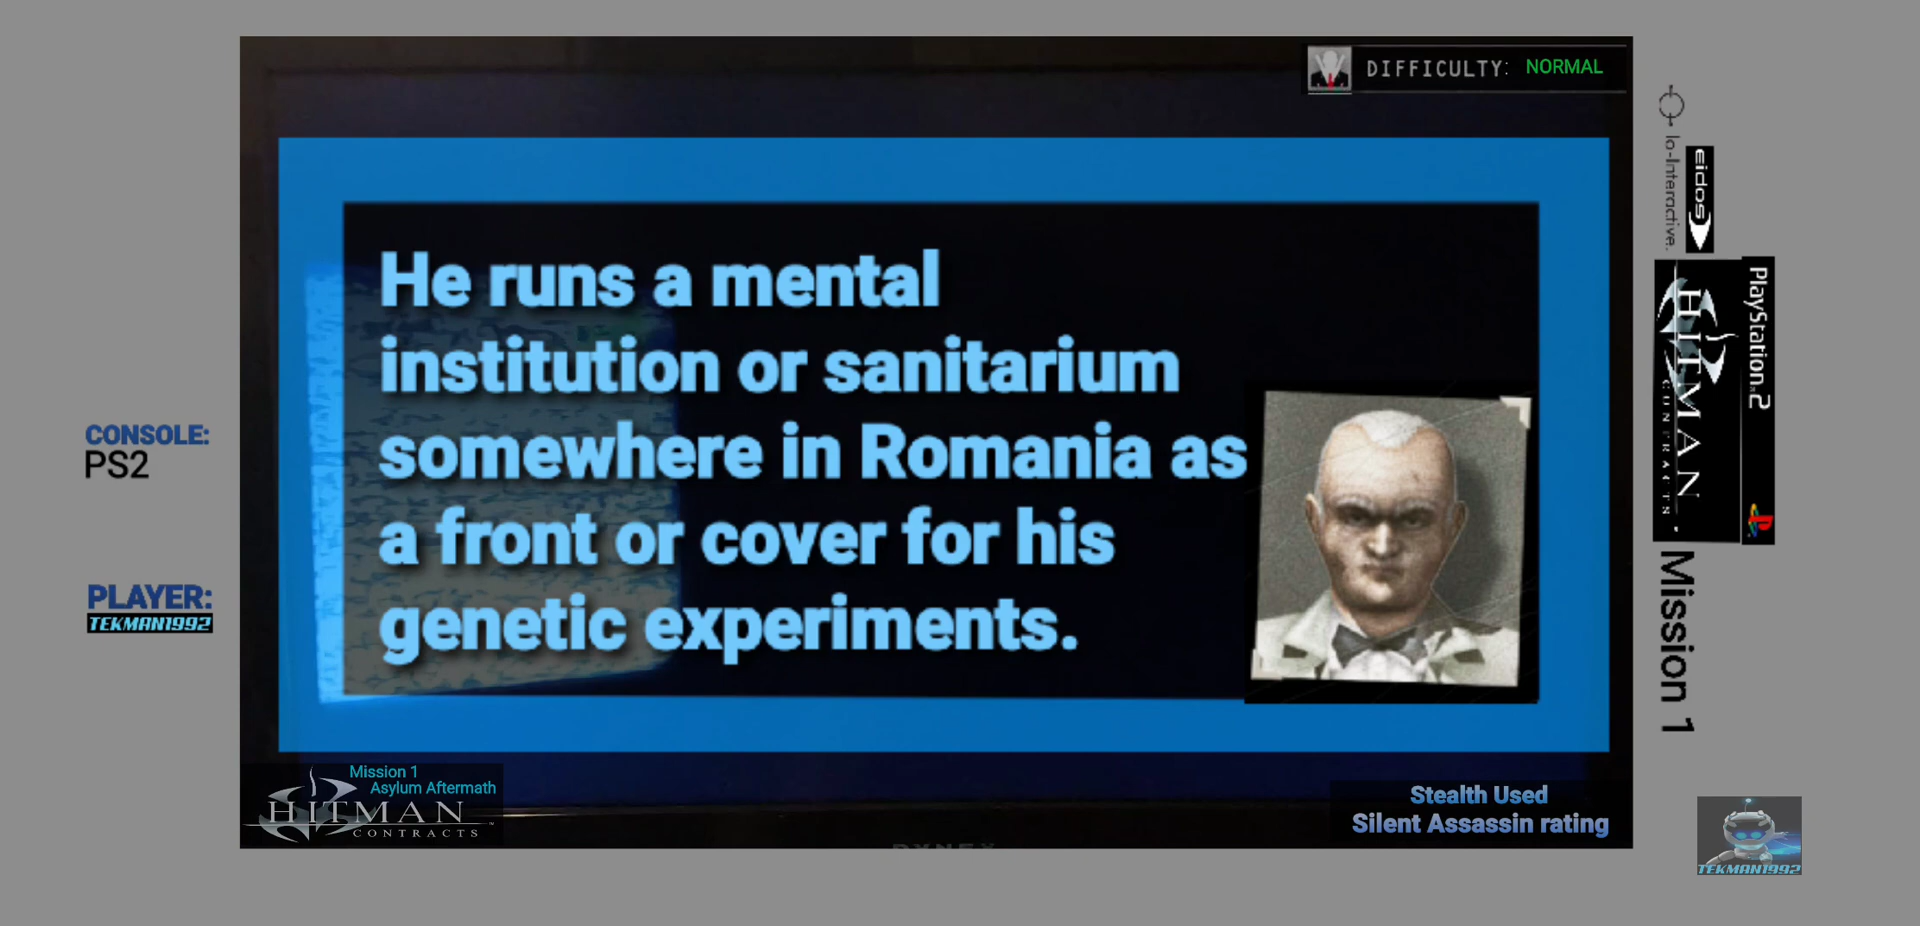 DIFFICULTY: NORMAL
He runs a mental
institution or sanitarium
somewhere in Romania as
a front or cover for his
genetic experiments.
CONSOLE:
PS2
PLAYER:
TEKMAN1992
Mission 1
Asylum Aftermath
HITMAN
CONTRACTS
Stealth Used
Silent Assassin rating
Io-Interactive.
eidos
PlayStation.2
HITMAN
CONTRACTS
Mission 1
TEKMAN1992